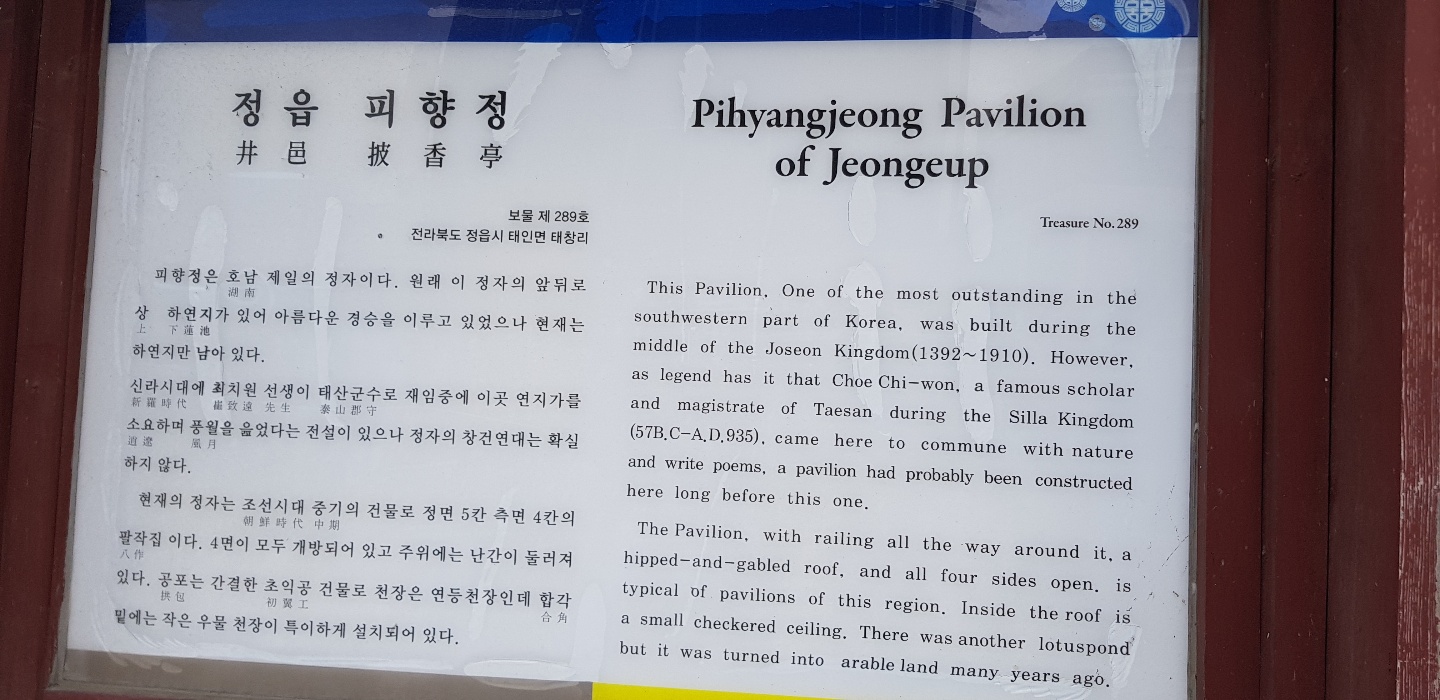 정읍 피향정
井邑 披香亭
보물 제 289호
전라북도 정읍시 태인면 태창리
피향정은 호남 제일의 정자이다. 원래 이 정자의 앞뒤로
湖南
상 하연지가 있어 아름다운 경승을 이루고 있었으나 현재는
上 下蓮池
하연지만 남아 있다.
신라시대에 최치원 선생이 태산군수로 재임중에 이곳 연지가를
新羅時代 崔致遠 先生 泰山郡守
소요하며 풍월을 읊었다는 전설이 있으나 정자의 창건연대는 확실
逍遼 風月
하지 않다.
현재의 정자는 조선시대 중기의 건물로 정면 5칸 측면 4칸의
朝鮮時代 中期
팔작집 이다. 4면이 모두 개방되어 있고 주위에는 난간이 둘러져
八作
있다. 공포는 간결한 초익공 건물로 천장은 연등천장인데 합각
拱包 初翼工 合角
밑에는 작은 우물 천장이 특이하게 설치되어 있다.
Pihyangjeong Pavilion
of Jeongeup
Treasure No.289
This Pavilion, One of the most outstanding in the
southwestern part of Korea, was built during the
middle of the Joseon Kingdom(1392~1910). However,
as legend has it that Choe Chi-won, a famous scholar
and magistrate of Taesan during the Silla Kingdom
(57B.C-A.D.935), came here to commune with nature
and write poems, a pavilion had probably been constructed
here long before this one.
The Pavilion, with railing all the way around it, a
hipped-and-gabled roof, and all four sides open, is
typical of pavilions of this region. Inside the roof is
a small checkered ceiling. There was another lotuspond
but it was turned into arable land many years ago.